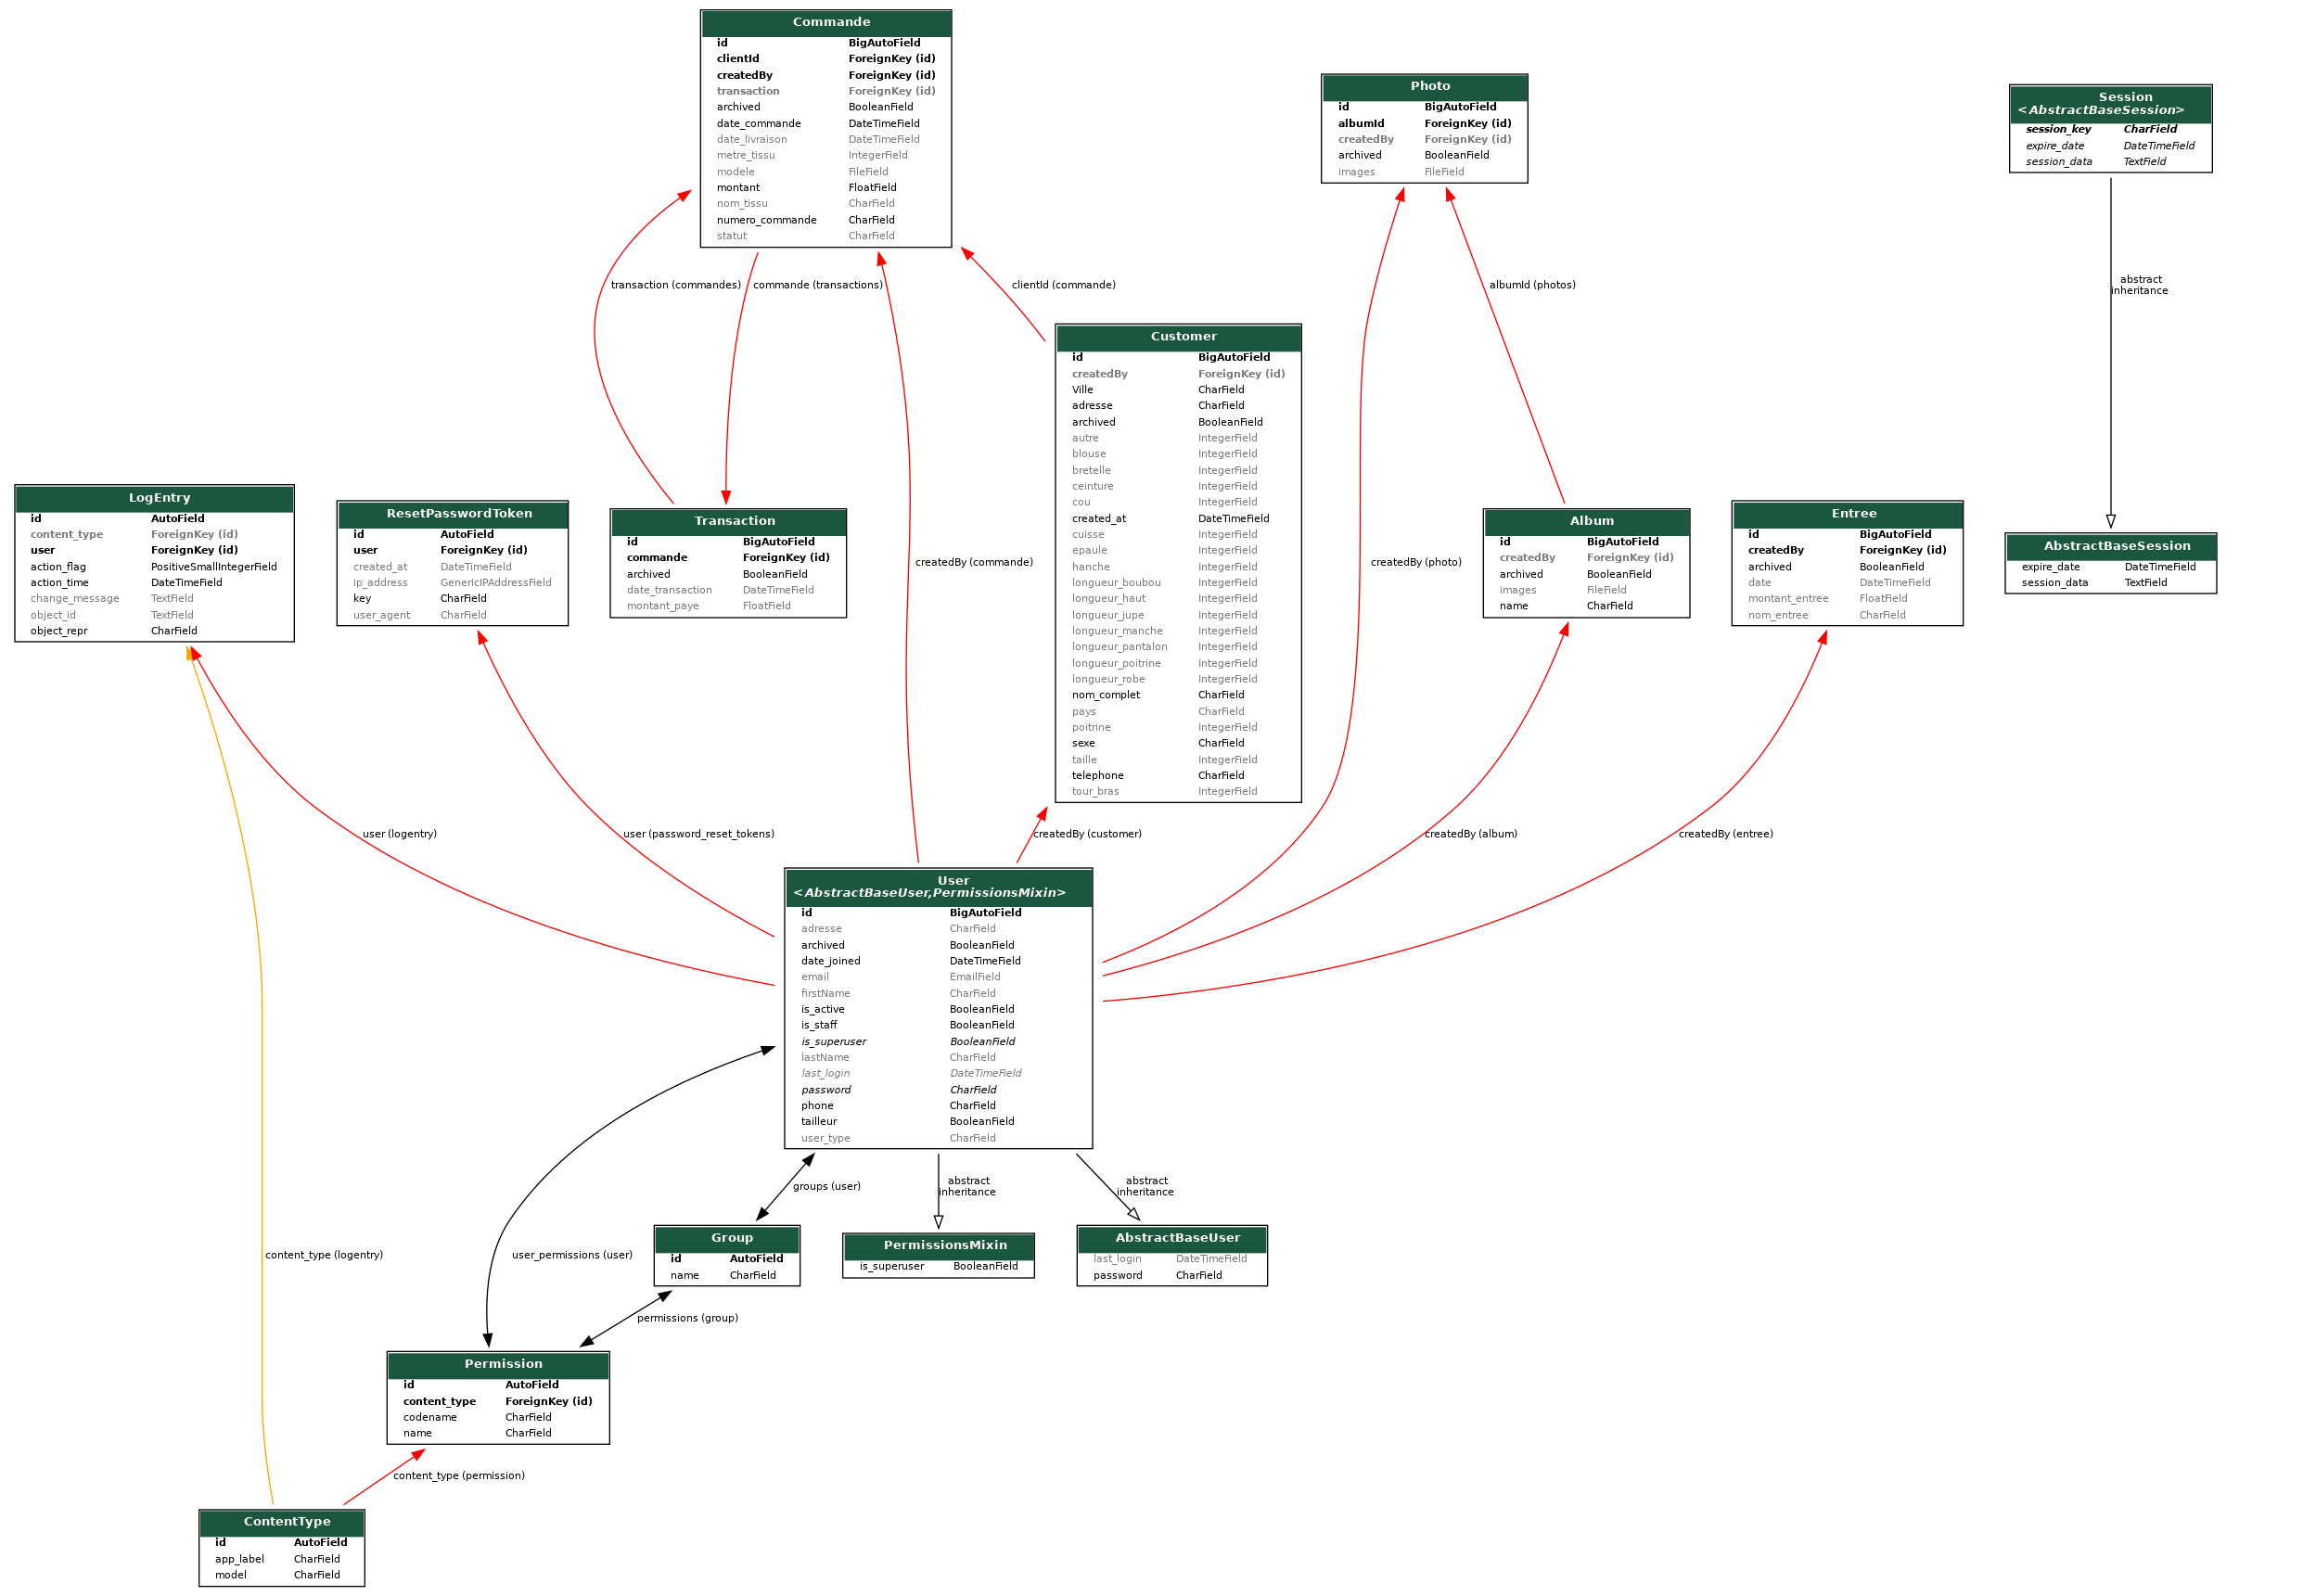 Commande
id BigAutoField
clientId ForeignKey (id)
createdBy ForeignKey (id)
transaction ForeignKey (id)
archived BooleanField
date_commande DateTimeField
date_livraison DateTimeField
metre_tissu IntegerField
modele FileField
montant FloatField
nom_tissu CharField
numero_commande CharField
statut CharField
Photo
id BigAutoField
albumId ForeignKey (id)
createdBy ForeignKey (id)
archived BooleanField
images FileField
Session
<AbstractBaseSession>
session_key CharField
expire_date DateTimeField
session_data TextField
transaction (commandes)
commande (transactions)
clientId (commande)
albumId (photos)
abstract
inheritance
Customer
id BigAutoField
createdBy ForeignKey (id)
Ville CharField
adresse CharField
archived BooleanField
autre IntegerField
blouse IntegerField
bretelle IntegerField
ceinture IntegerField
cou IntegerField
created_at DateTimeField
cuisse IntegerField
epaule IntegerField
hanche IntegerField
longueur_boubou IntegerField
longueur_haut IntegerField
longueur_jupe IntegerField
longueur_manche IntegerField
longueur_pantalon IntegerField
longueur_poitrine IntegerField
longueur_robe IntegerField
nom_complet CharField
pays CharField
poitrine IntegerField
sexe CharField
taille IntegerField
telephone CharField
tour_bras IntegerField
LogEntry
id AutoField
content_type ForeignKey (id)
user ForeignKey (id)
action_flag PositiveSmallIntegerField
action_time DateTimeField
change_message TextField
object_id TextField
object_repr CharField
ResetPasswordToken
id AutoField
user ForeignKey (id)
created_at DateTimeField
ip_address GenericIPAddressField
key CharField
user_agent CharField
Transaction
id BigAutoField
commande ForeignKey (id)
archived BooleanField
date_transaction DateTimeField
montant_paye FloatField
createdBy (commande)
createdBy (photo)
Album
id BigAutoField
createdBy ForeignKey (id)
archived BooleanField
images FileField
name CharField
Entree
id BigAutoField
createdBy ForeignKey (id)
archived BooleanField
date DateTimeField
montant_entree FloatField
nom_entree CharField
AbstractBaseSession
expire_date DateTimeField
session_data TextField
user (logentry)
user (password_reset_tokens)
createdBy (customer)
createdBy (album)
createdBy (entree)
User
<AbstractBaseUser,PermissionsMixin>
id BigAutoField
adresse CharField
archived BooleanField
date_joined DateTimeField
email EmailField
firstName CharField
is_active BooleanField
is_staff BooleanField
is_superuser BooleanField
lastName CharField
last_login DateTimeField
password CharField
phone CharField
tailleur BooleanField
user_type CharField
groups (user)
abstract
inheritance
abstract
inheritance
content_type (logentry)
user_permissions (user)
Group
id AutoField
name CharField
PermissionsMixin
is_superuser BooleanField
AbstractBaseUser
last_login DateTimeField
password CharField
permissions (group)
Permission
id AutoField
content_type ForeignKey (id)
codename CharField
name CharField
content_type (permission)
ContentType
id AutoField
app_label CharField
model CharField